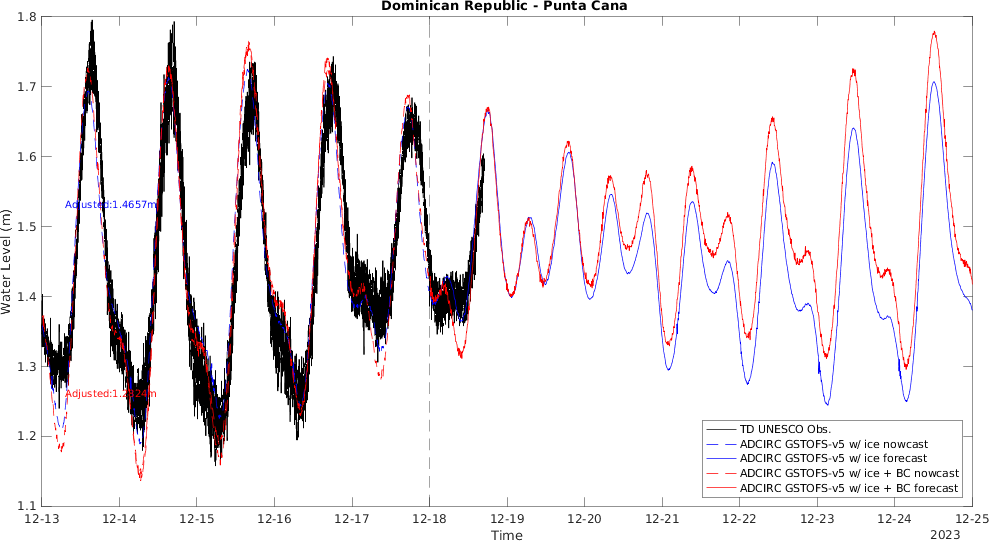 Dominican Republic - Punta Cana
Water Level (m)
1.8
1.7
1.6
1.5
1.4
1.3
1.2
1.1
Adjusted:1.4657m
TD UNESCO Obs.
ADCIRC GSTOFS-v5 w/ ice nowcast
ADCIRC GSTOFS-v5 w/ ice forecast
ADCIRC GSTOFS-v5 w/ ice + BC nowcast
ADCIRC GSTOFS-v5 w/ ice + BC forecast
12-13 12-14 12-15 12-16 12-17 12-18 12-19 12-20 12-21 12-22 12-23 12-24 12-25
Time
2023